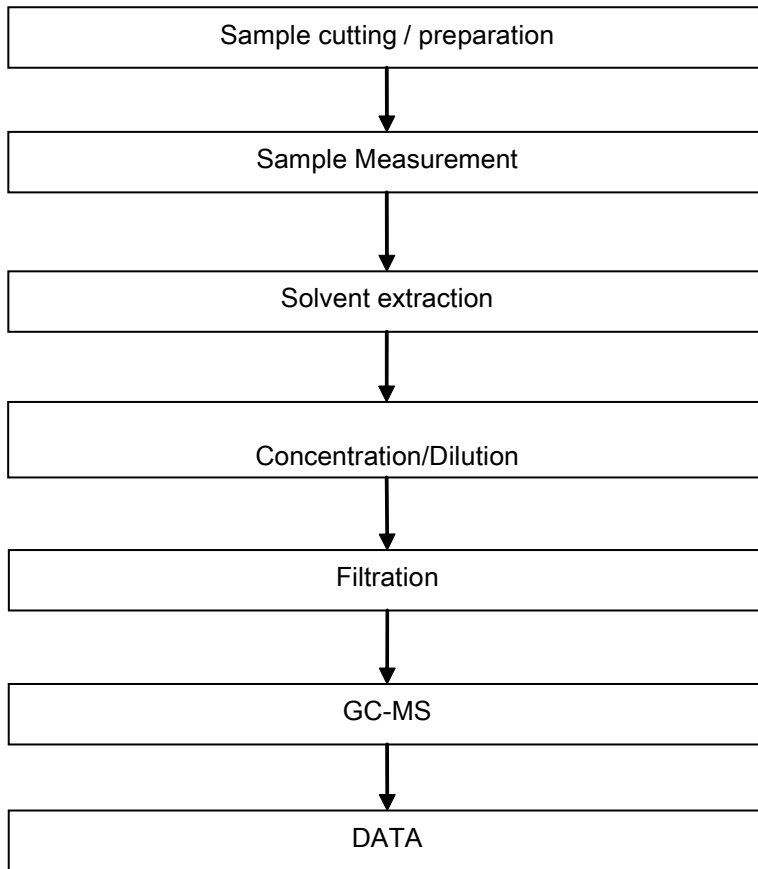 Sample cutting / preparation
Sample Measurement
Solvent extraction
Concentration/Dilution
Filtration
GC-MS
DATA